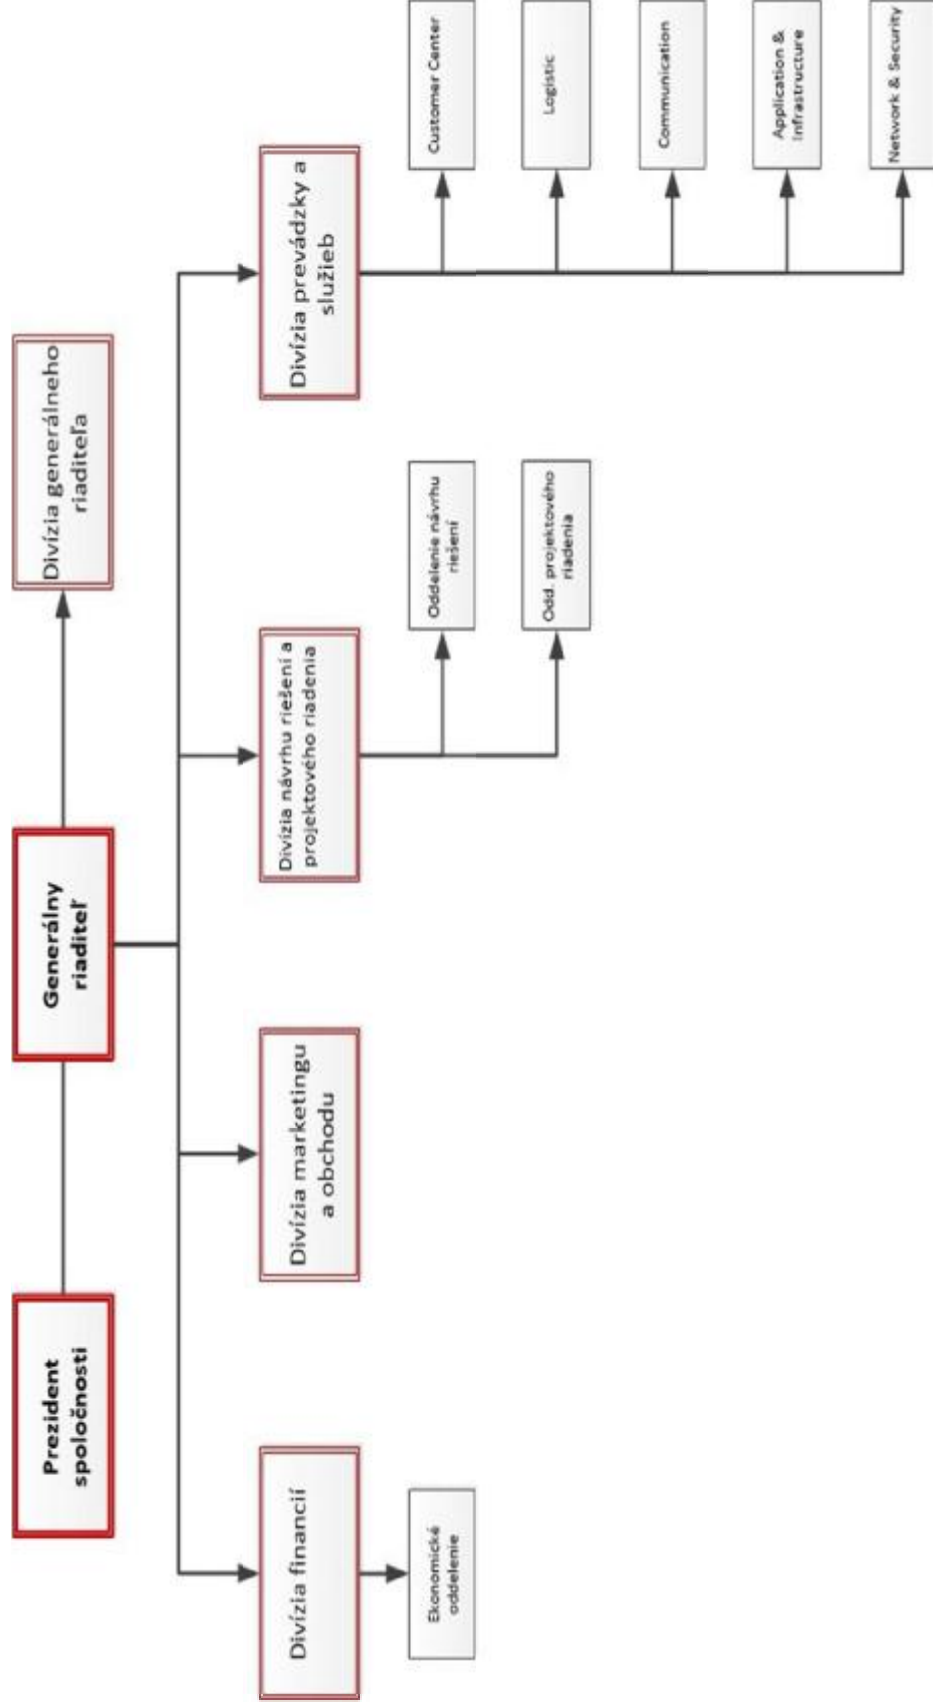 Prezident
spoločnosti
Generálny
riaditeľ
Divízia generálneho
riaditeľa
Divízia financií
Divízia marketingu
a obchodu
Divízia návrhu riešení a
projektového riadenia
Divízia prevádzky a
služieb
Ekonomické
oddelenie
Oddelenie návrhu
riešení
Odd. projektového
riadenia
Customer Center
Logistic
Communication
Application &
Infrastructure
Network & Security